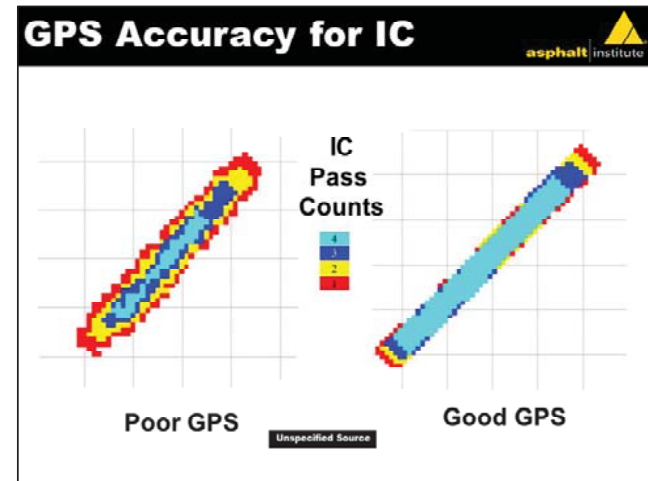 GPS Accuracy for IC
asphalt institute
IC
Pass
Counts
4
3
2
1
Poor GPS
Good GPS
Unspecified Source